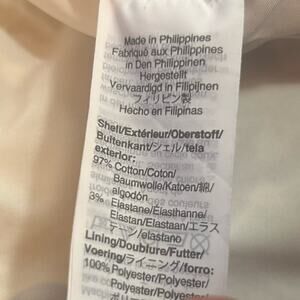 Made in Philippines
Fabriqué aux Philippines
in Den Philippinen
Hergestellt
Vervaardigd in Filipijnen
フィリピン製
Hecho en Filipinas
Shell/Extérieur/Oberstoff/
Buitenkant/シェル/tela
exterior:
97% Cotton/Coton/
Baumwolle/Katoen/綿/
algodón
3% Elastane/Élasthanne/
Elastan/Elastaan/エラス
テーン/elastano
Lining/Doublure/Futter/
Voering/ライニング/forro:
100% Polyester/Polyester/
Polyester/Polyester/